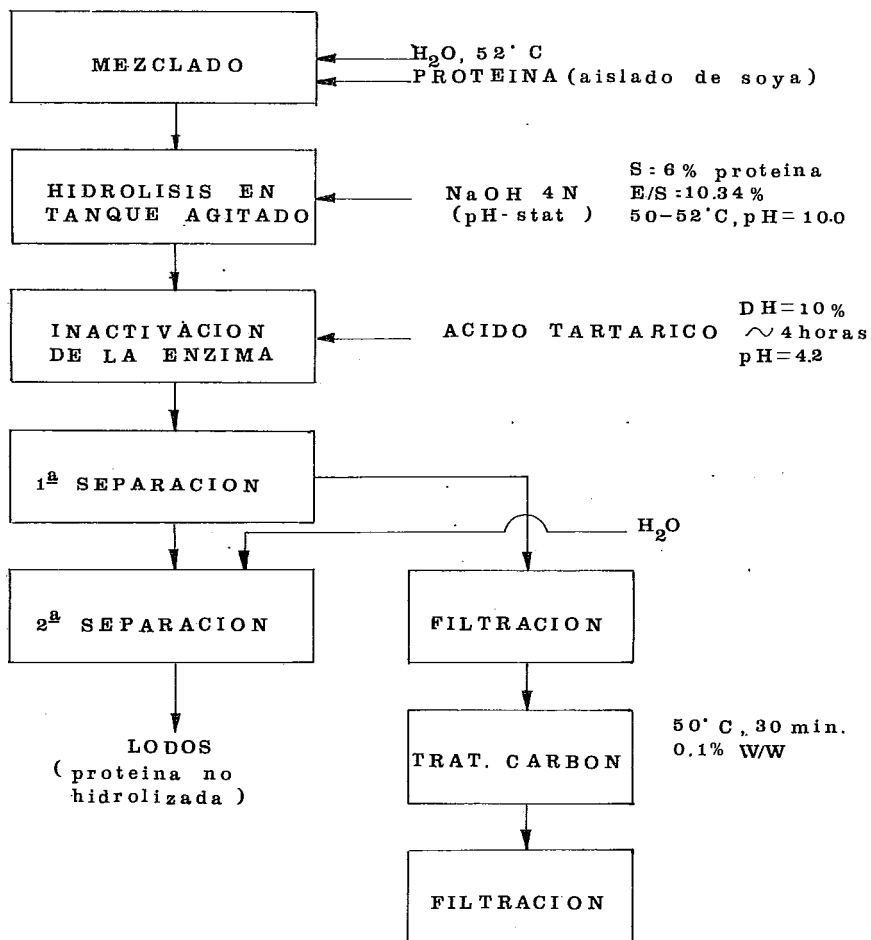 MEZCLADO
H₂O, 52°C
PROTEINA (aislado de soya)
HIDROLISIS EN
TANQUE AGITADO
NaOH 4N
(pH-stat )
S:6% proteina
E/S:10.34%
50-52°C, pH=10.0
INACTIVACION
DE LA ENZIMA
ACIDO TARTARICO
DH=10%
~4horas
pH=4.2
1ª SEPARACION
H₂O
2ª SEPARACION
FILTRACION
LODOS
(proteina no
hidrolizada)
TRAT. CARBON
50°C, 30 min.
0.1% W/W
FILTRACION